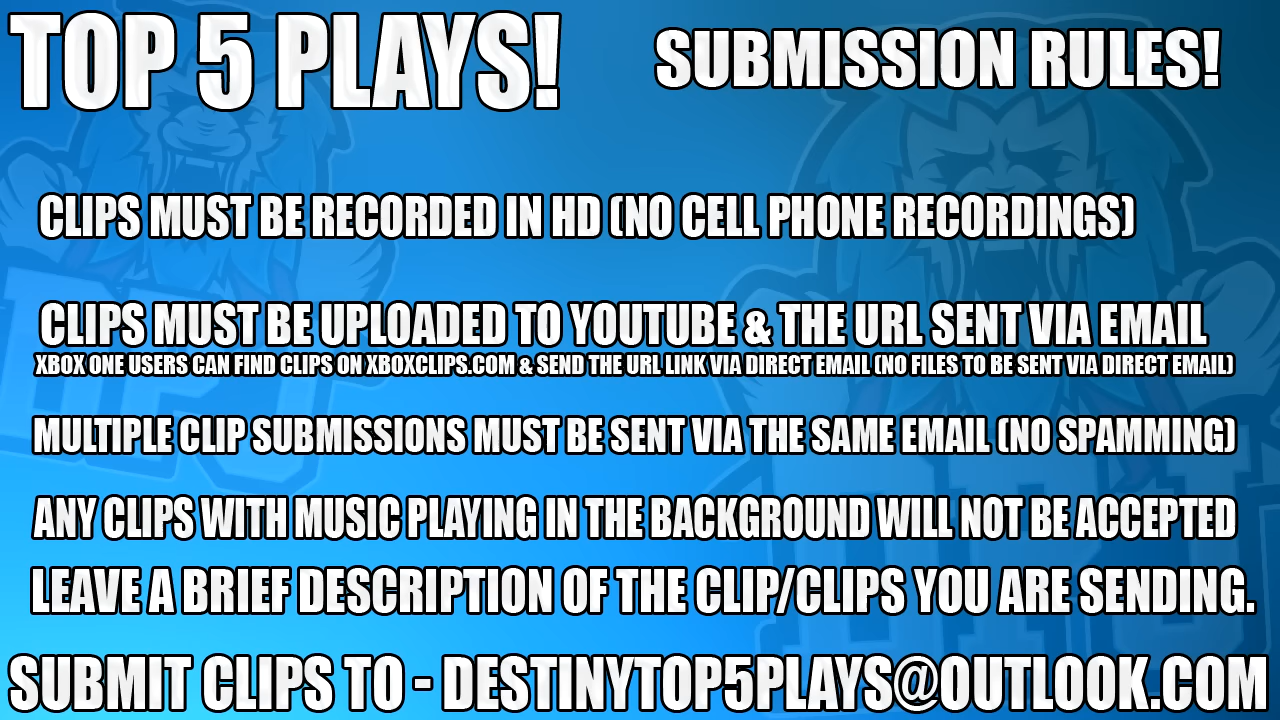 TOP 5 PLAYS!
SUBMISSION RULES!
CLIPS MUST BE RECORDED IN HD (NO CELL PHONE RECORDINGS)
CLIPS MUST BE UPLOADED TO YOUTUBE & THE URL SENT VIA EMAIL
XBOX ONE USERS CAN FIND CLIPS ON XBOXCLIPS.COM & SEND THE URL LINK VIA DIRECT EMAIL (NO FILES TO BE SENT VIA DIRECT EMAIL)
MULTIPLE CLIP SUBMISSIONS MUST BE SENT VIA THE SAME EMAIL (NO SPAMMING)
ANY CLIPS WITH MUSIC PLAYING IN THE BACKGROUND WILL NOT BE ACCEPTED
LEAVE A BRIEF DESCRIPTION OF THE CLIP/CLIPS YOU ARE SENDING.
SUBMIT CLIPS TO - DESTINYTOP5PLAYS@OUTLOOK.COM